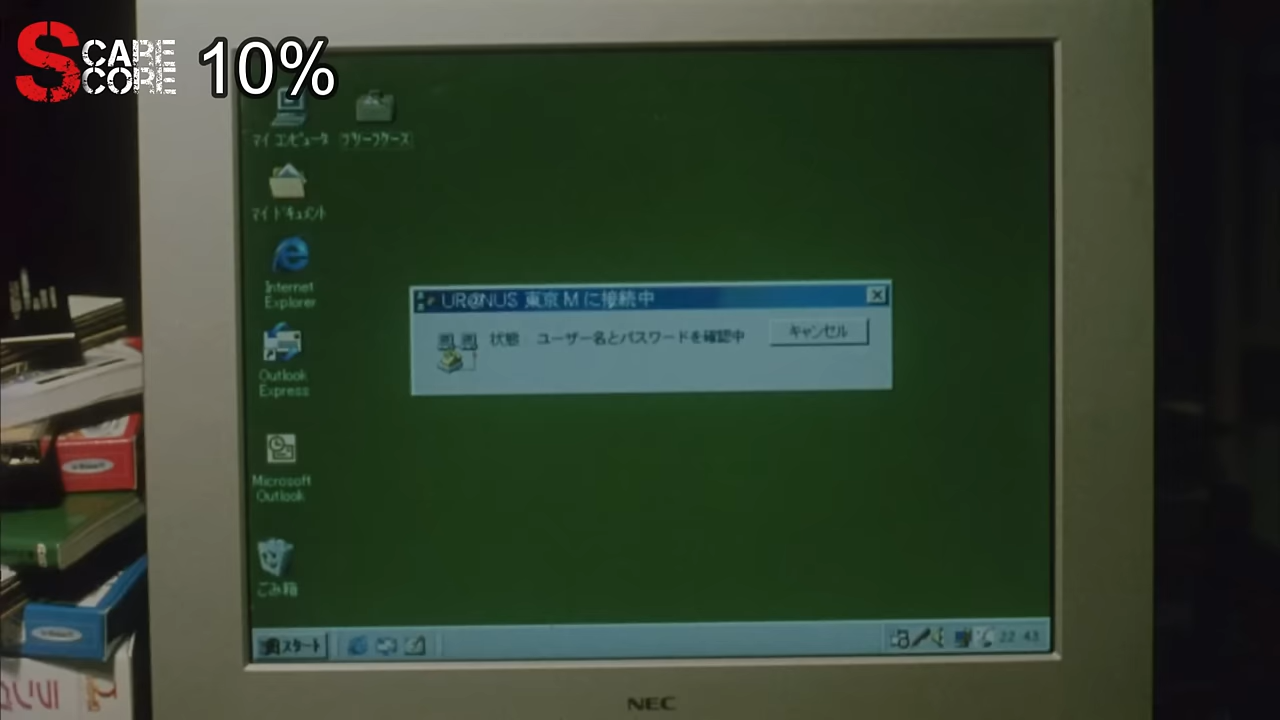 SCARE SCORE 10%
マイ コンピュータ
ブリーフケース
マイ ドキュメント
Internet
Explorer
UR@NUS 東京 M に接続中
状態 ユーザー名とパスワードを確認中
キャンセル
Outlook
Express
Microsoft
Outlook
ごみ箱
スタート
22:43
NEC